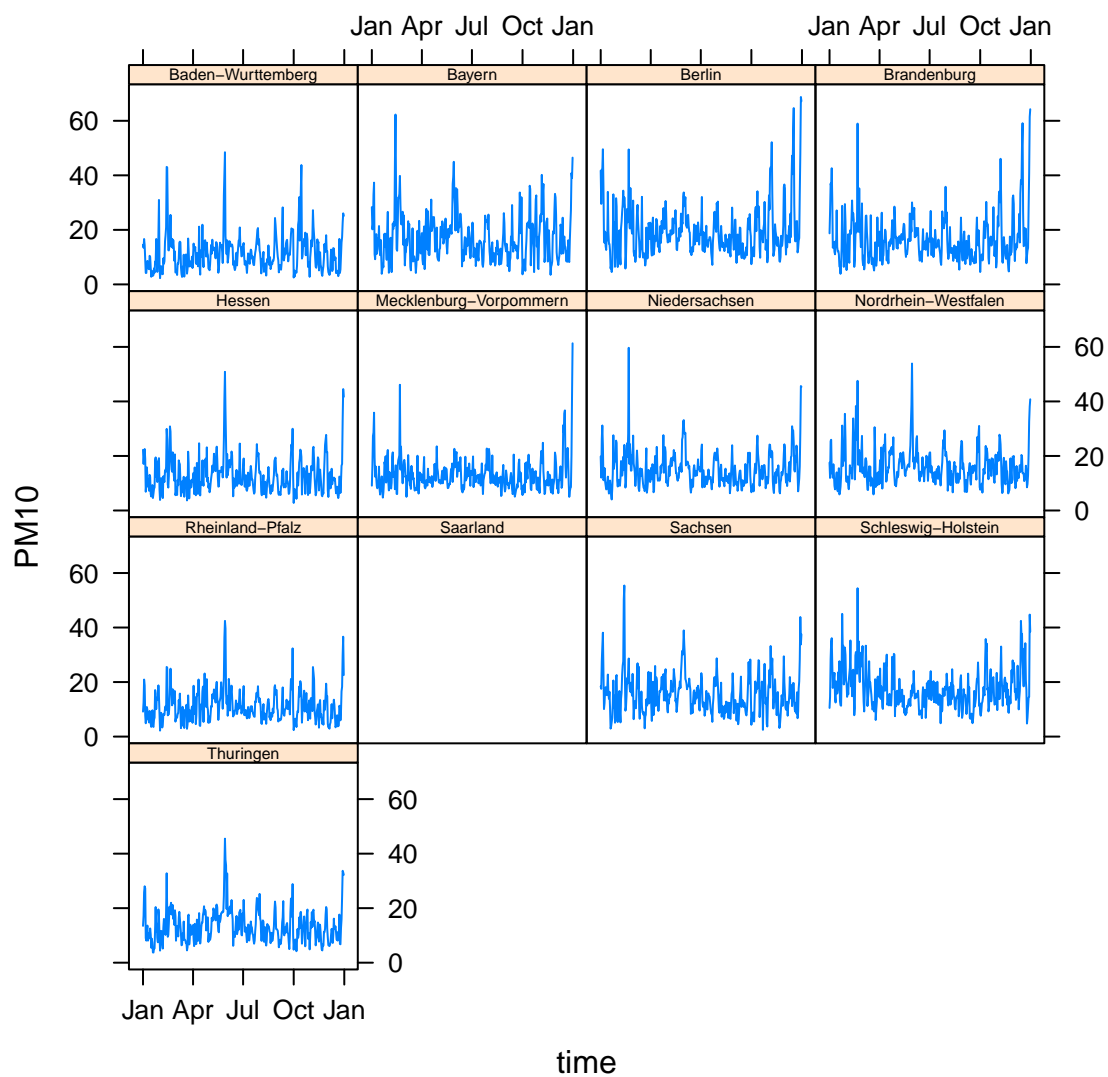 Jan Apr Jul Oct Jan Jan Apr Jul Oct Jan
Baden−Wurttemberg Bayern Berlin Brandenburg
60
40
20
0
Hessen Mecklenburg−Vorpommern Niedersachsen Nordrhein−Westfalen
60
40
20
0
PM10
Rheinland−Pfalz Saarland Sachsen Schleswig−Holstein
60
40
20
0
Thuringen
60
40
20
0
Jan Apr Jul Oct Jan
time